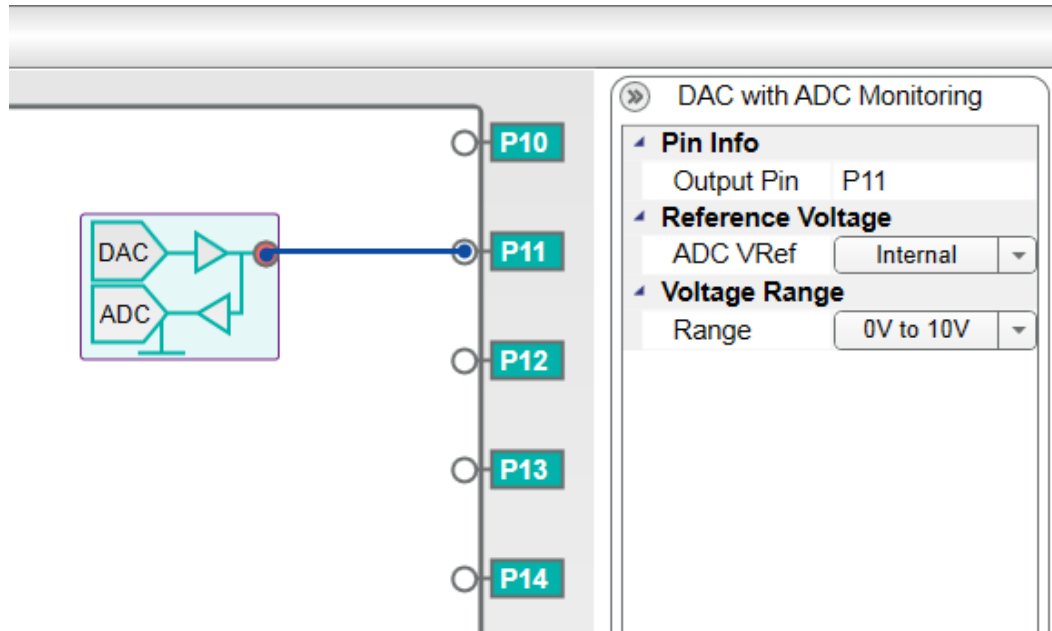 DAC
ADC
P10
P11
P12
P13
P14
DAC with ADC Monitoring
Pin Info
Output Pin P11
Reference Voltage
ADC VRef Internal
Voltage Range
Range 0V to 10V